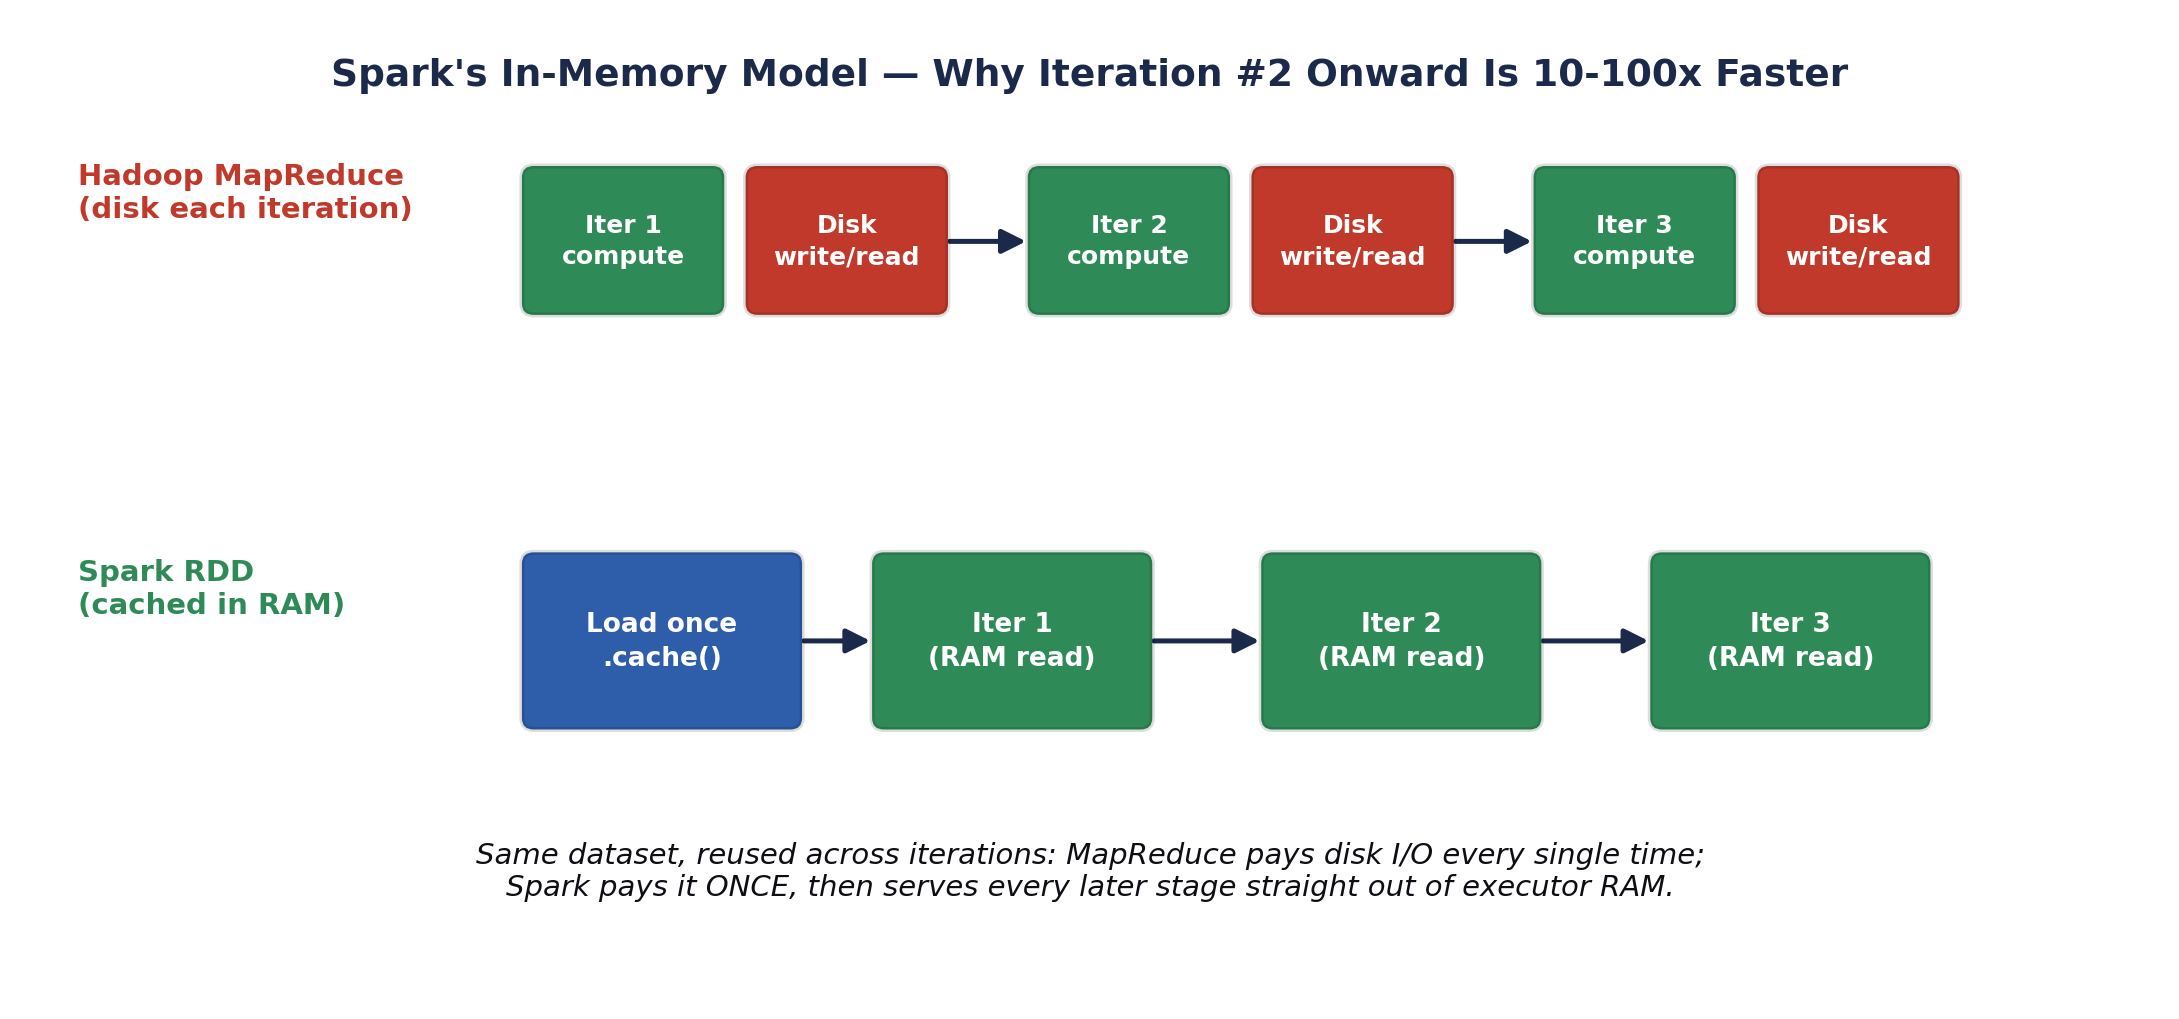 Spark's In-Memory Model — Why Iteration #2 Onward Is 10-100x Faster
Hadoop MapReduce
(disk each iteration)
Iter 1
compute
Disk
write/read
Iter 2
compute
Disk
write/read
Iter 3
compute
Disk
write/read
Spark RDD
(cached in RAM)
Load once
.cache()
Iter 1
(RAM read)
Iter 2
(RAM read)
Iter 3
(RAM read)
Same dataset, reused across iterations: MapReduce pays disk I/O every single time;
Spark pays it ONCE, then serves every later stage straight out of executor RAM.